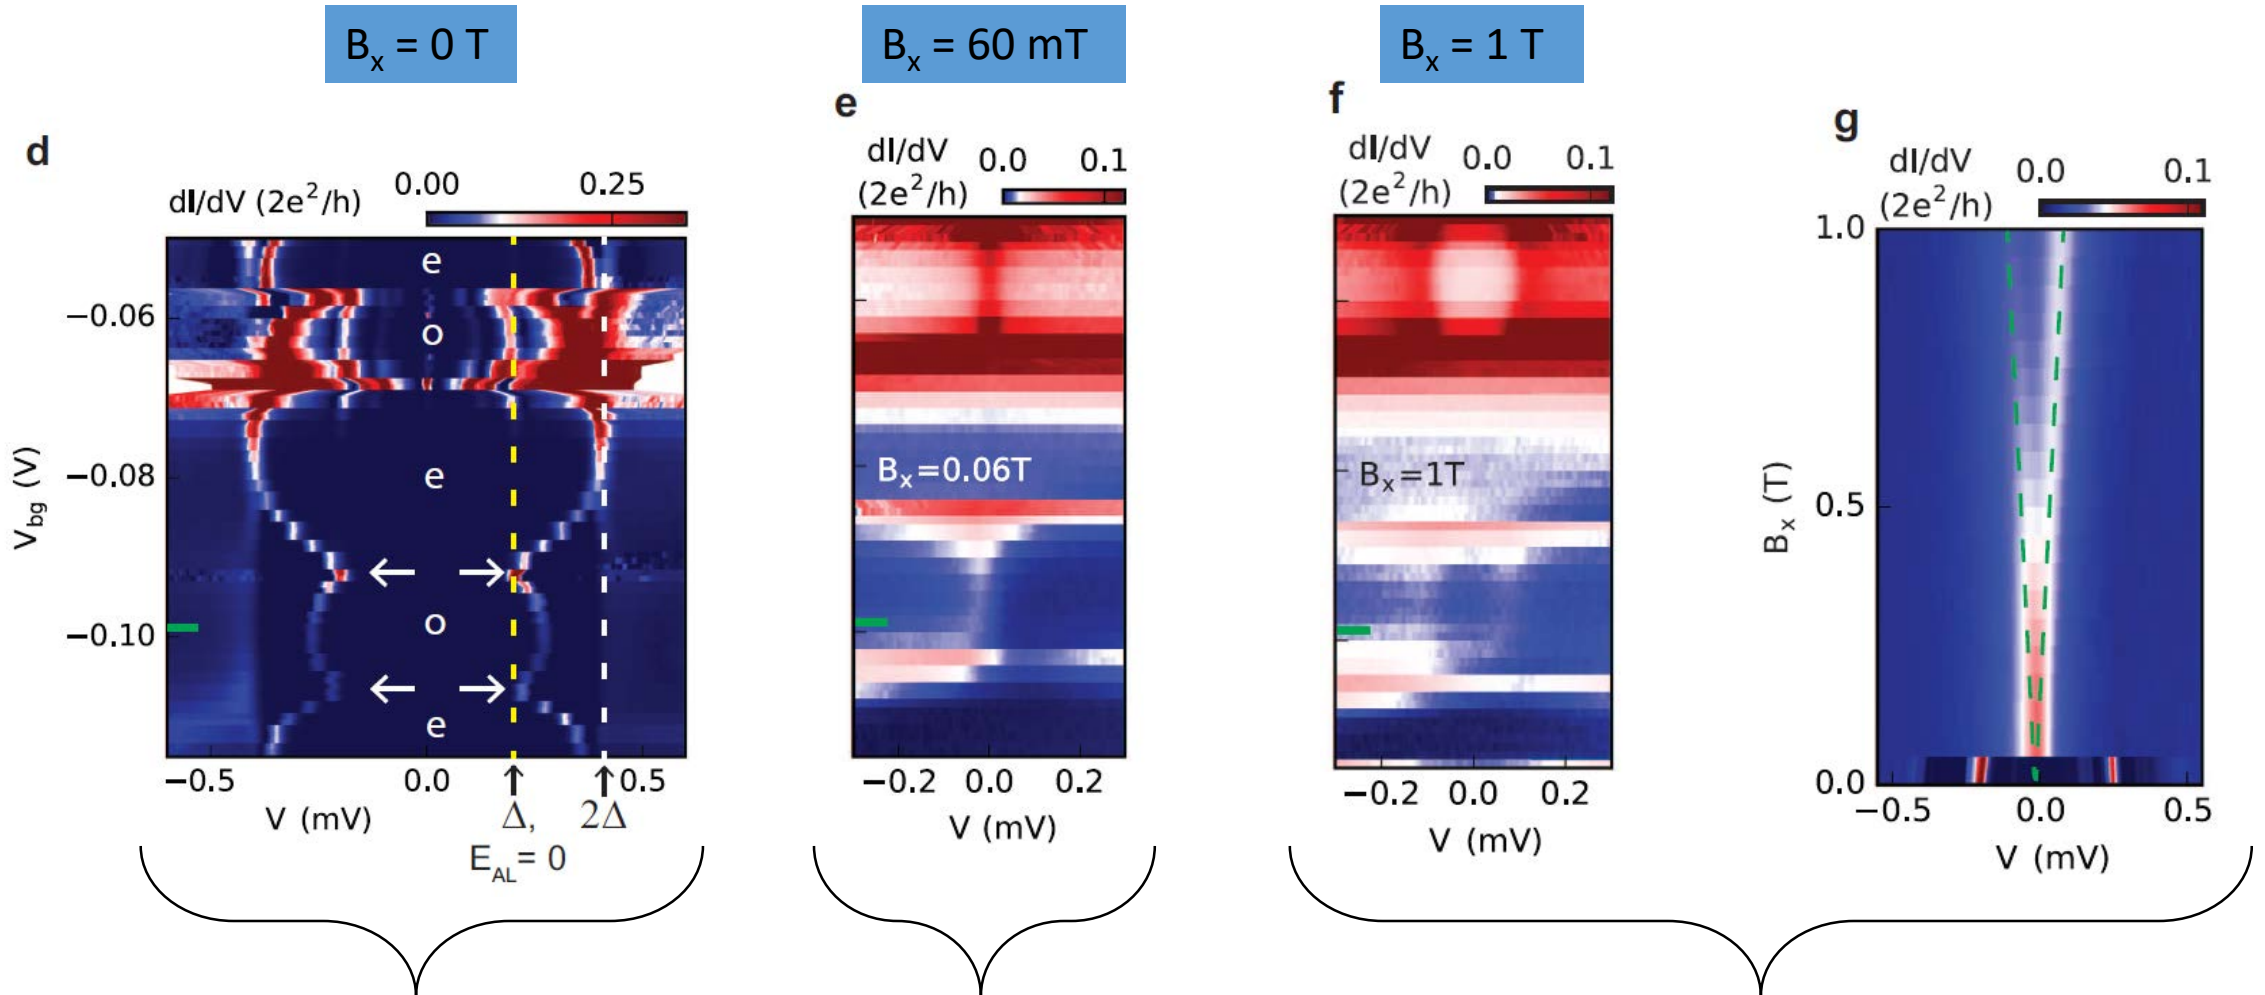 Bₓ = 0 T
Bₓ = 60 mT
Bₓ = 1 T
d
dI/dV (2e²/h)
0.00 0.25
e
o
e
o
e
−0.06
−0.08
−0.10
V_bg (V)
−0.5 0.0 0.5
V (mV)
Δ, 2Δ
E_AL = 0
e
dI/dV 0.0 0.1
(2e²/h)
Bₓ=0.06T
−0.2 0.0 0.2
V (mV)
f
dI/dV 0.0 0.1
(2e²/h)
Bₓ=1T
−0.2 0.0 0.2
V (mV)
g
dI/dV 0.0 0.1
(2e²/h)
1.0
0.5
0.0
Bₓ (T)
−0.5 0.0 0.5
V (mV)